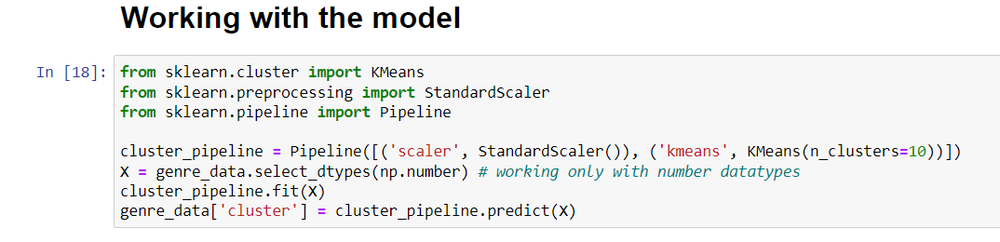 Working with the model
In [18]: from sklearn.cluster import KMeans
from sklearn.preprocessing import StandardScaler
from sklearn.pipeline import Pipeline
cluster_pipeline = Pipeline([('scaler', StandardScaler()), ('kmeans', KMeans(n_clusters=10))])
X = genre_data.select_dtypes(np.number) # working only with number datatypes
cluster_pipeline.fit(X)
genre_data['cluster'] = cluster_pipeline.predict(X)